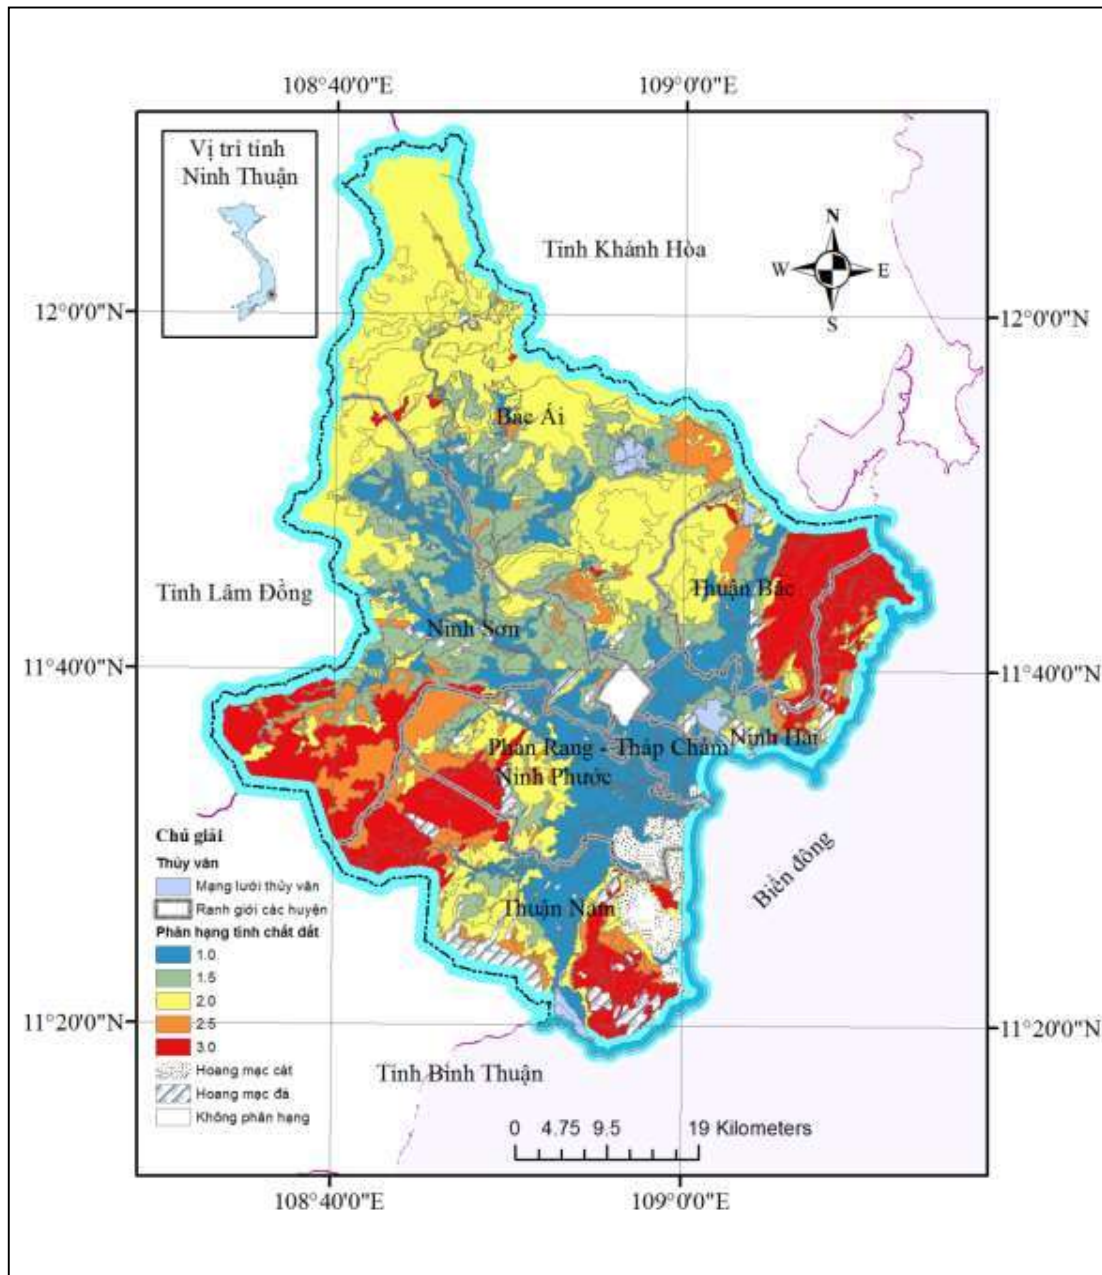 108°40'0"E
109°0'0"E
Vị trí tỉnh
Ninh Thuận
Tỉnh Khánh Hòa
N
W
E
S
12°0'0"N
12°0'0"N
Bác Ái
Thuận Bắc
Tỉnh Lâm Đồng
Ninh Sơn
11°40'0"N
11°40'0"N
Ninh Hải
Phan Rang - Tháp Chàm
Ninh Phước
Biển đông
Chú giải
Thủy văn
Mạng lưới thủy văn
Ranh giới các huyện
Phân hạng tính chất đất
1.0
1.5
2.0
2.5
3.0
Hoang mạc cát
Hoang mạc đá
Không phân hạng
Thuận Nam
11°20'0"N
11°20'0"N
Tỉnh Bình Thuận
0 4.75 9.5 19 Kilometers
108°40'0"E
109°0'0"E